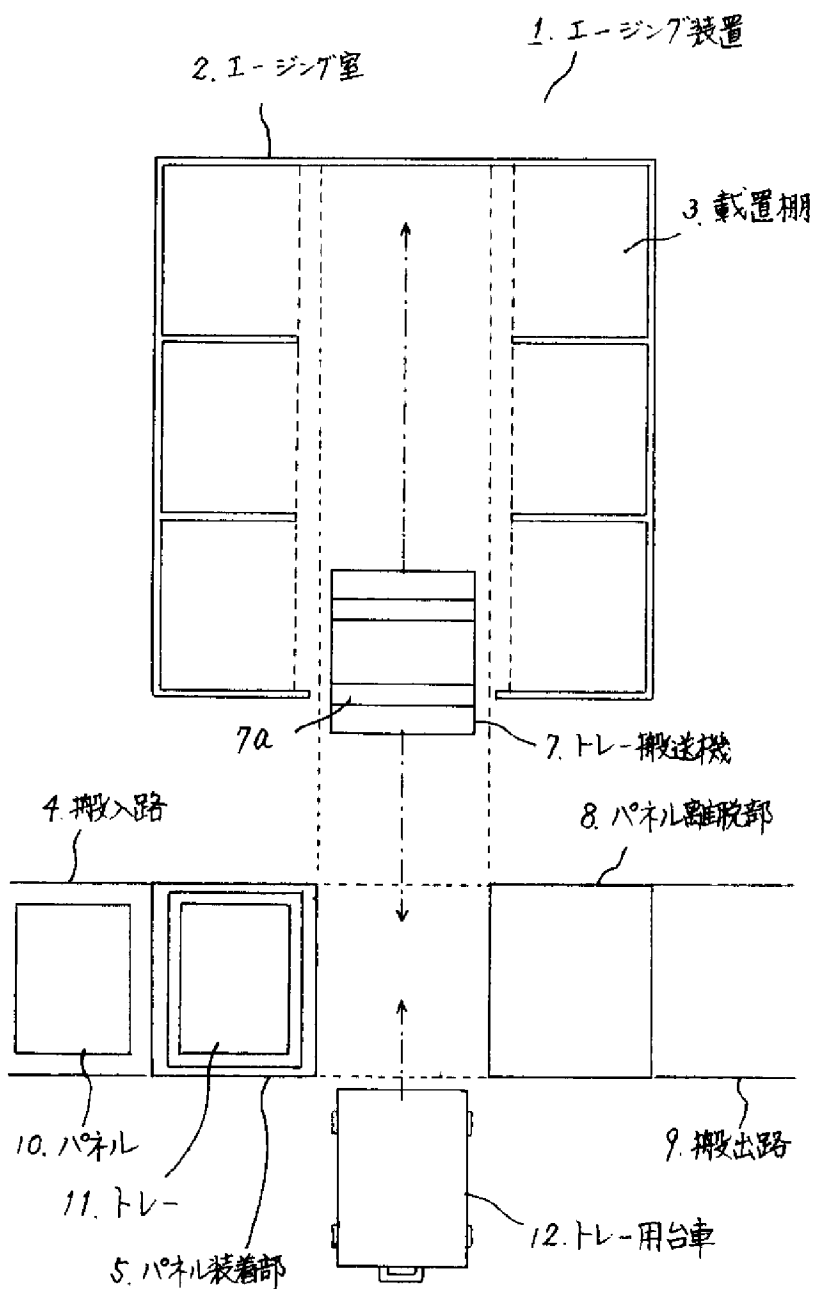 1. エージング装置
2. エージング室
3. 載置棚
7a
7. トレー搬送機
4. 搬入路
8. パネル離脱部
10. パネル
9. 搬出路
11. トレー
12. トレー用台車
5. パネル装着部